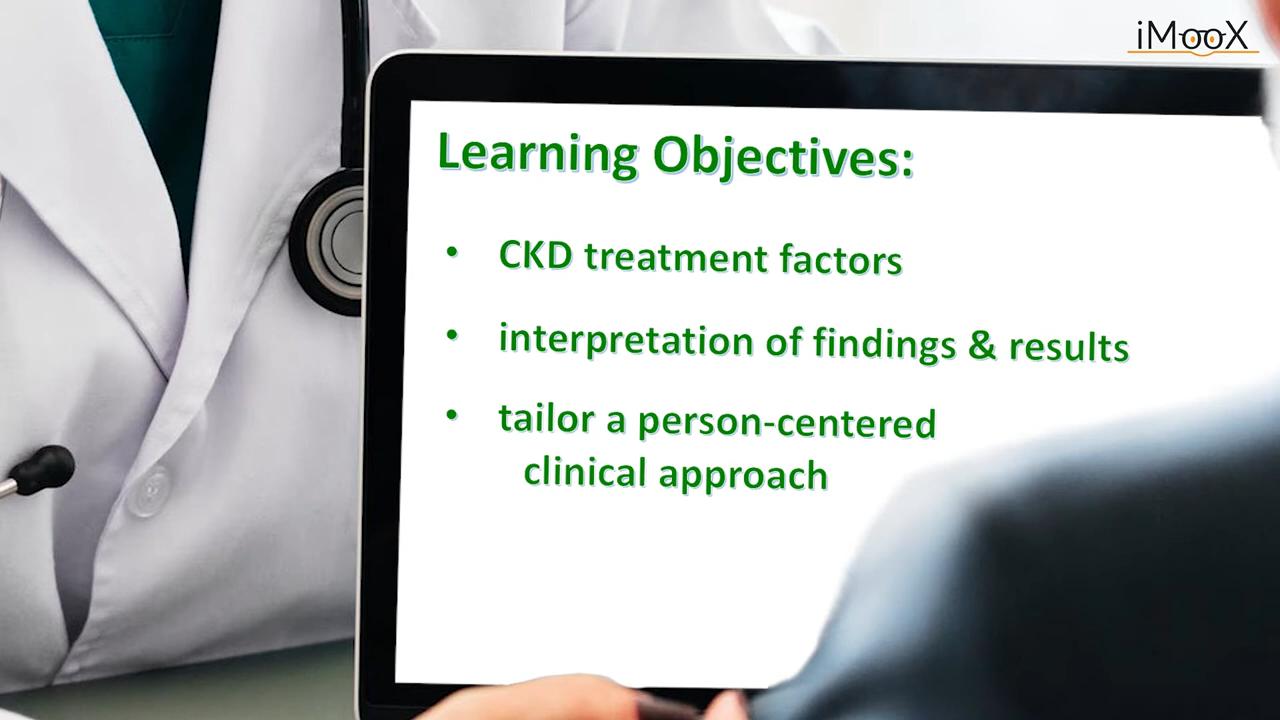 iMooX
Learning Objectives:
• CKD treatment factors
• interpretation of findings & results
• tailor a person-centered
clinical approach